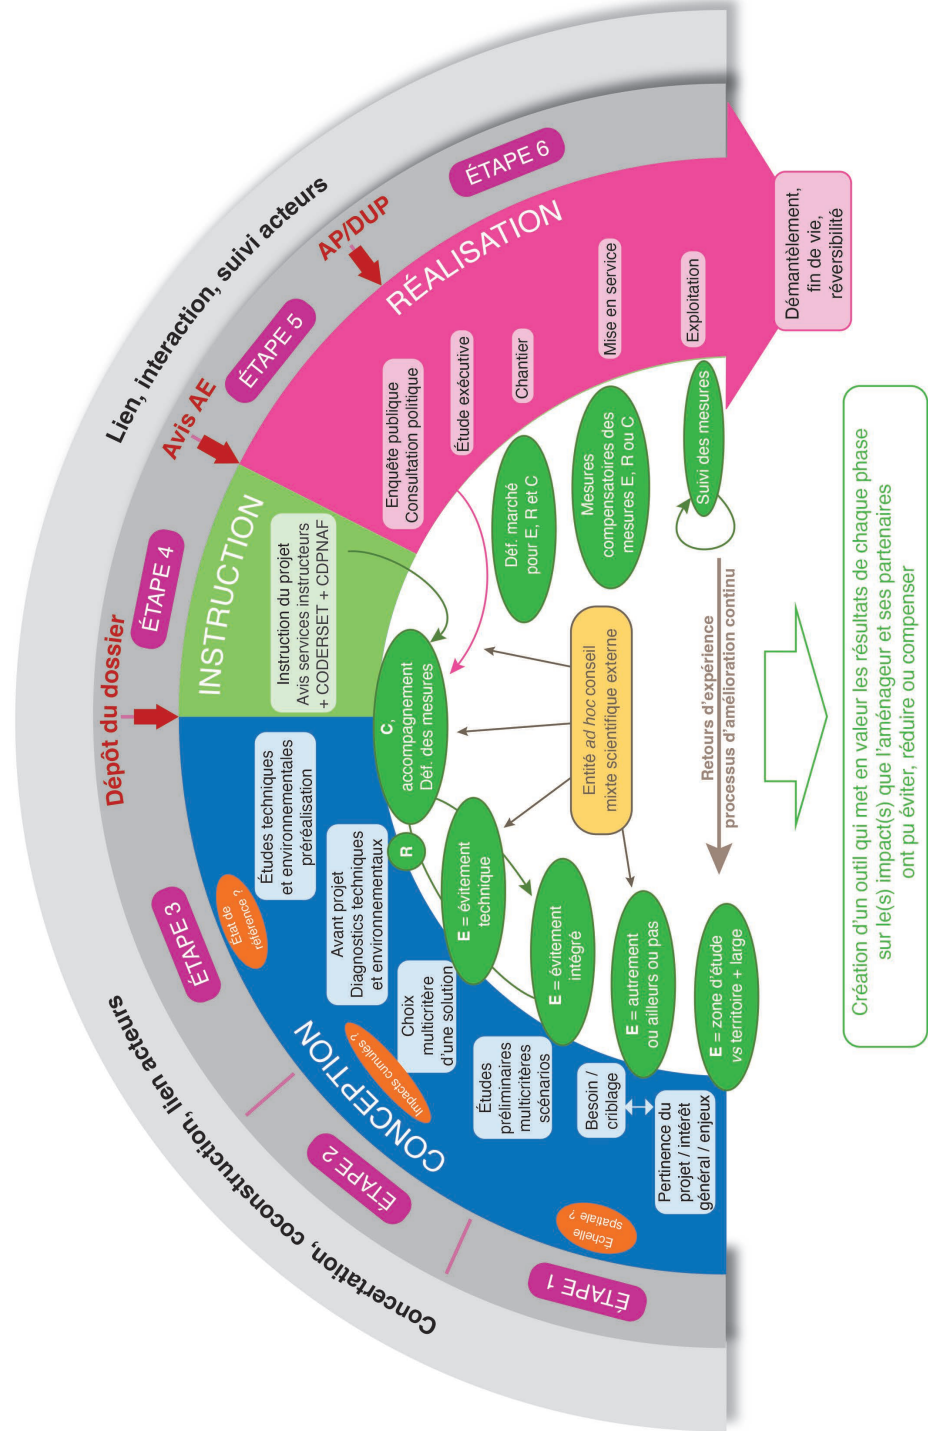 Concertation, coconstruction, lien acteurs
Lien, interaction, suivi acteurs
ÉTAPE 1
ÉTAPE 2
ÉTAPE 3
Dépôt du dossier
ÉTAPE 4
Avis AE
ÉTAPE 5
AP/DUP
ÉTAPE 6
CONCEPTION
INSTRUCTION
RÉALISATION
Échelle
spatiale ?
Impacts cumulés ?
État de
référence ?
Pertinence du
projet / intérêt
général / enjeux
Besoin /
criblage
Études
préliminaires
multicritères
scénarios
Choix
multicritère
d'une solution
Avant projet
Diagnostics techniques
et environnementaux
Études techniques
et environnementales
préréalisation
Instruction du projet
Avis services instructeurs
+ CODERSET + CDPNAF
Enquête publique
Consultation politique
Étude exécutive
Chantier
Mise en service
Exploitation
Démantèlement,
fin de vie,
réversibilité
E = zone d'étude
vs territoire + large
E = autrement
ou ailleurs ou pas
E = évitement
intégré
E = évitement
technique
R
C,
accompagnement
Déf. des mesures
Déf. marché
pour E, R et C
Mesures
compensatoires des
mesures E, R ou C
Suivi des mesures
Entité ad hoc conseil
mixte scientifique externe
Retours d'expérience
processus d'amélioration continu
Création d'un outil qui met en valeur les résultats de chaque phase
sur le(s) impact(s) que l'aménageur et ses partenaires
ont pu éviter, réduire ou compenser